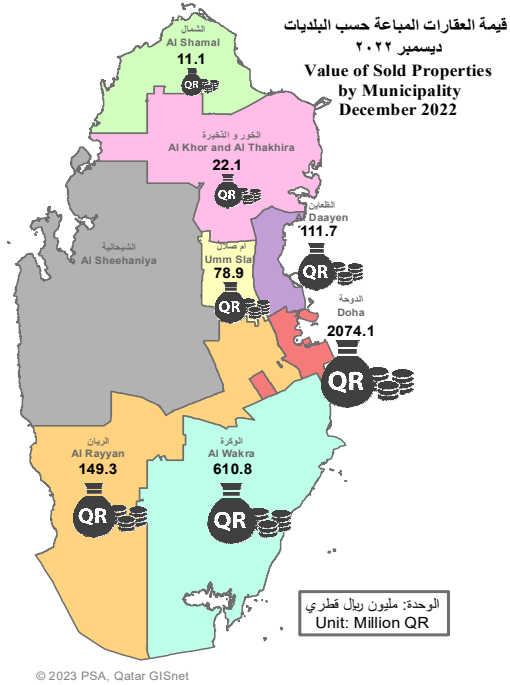 قيمة العقارات المباعة حسب البلديات
ديسمبر ٢٠٢٢
Value of Sold Properties
by Municipality
December 2022
الشمال
Al Shamal
11.1
الخور و الذخيرة
Al Khor and Al Thakhira
22.1
QR
الظعاين
Al Daayen
111.7
QR
الشيحانية
Al Sheehaniya
ام صلال
Umm Sla
78.9
QR
الدوحة
Doha
2074.1
QR
الريان
Al Rayyan
149.3
QR
الوكرة
Al Wakra
610.8
QR
الوحدة: مليون ريال قطري
Unit: Million QR
© 2023 PSA, Qatar GISnet